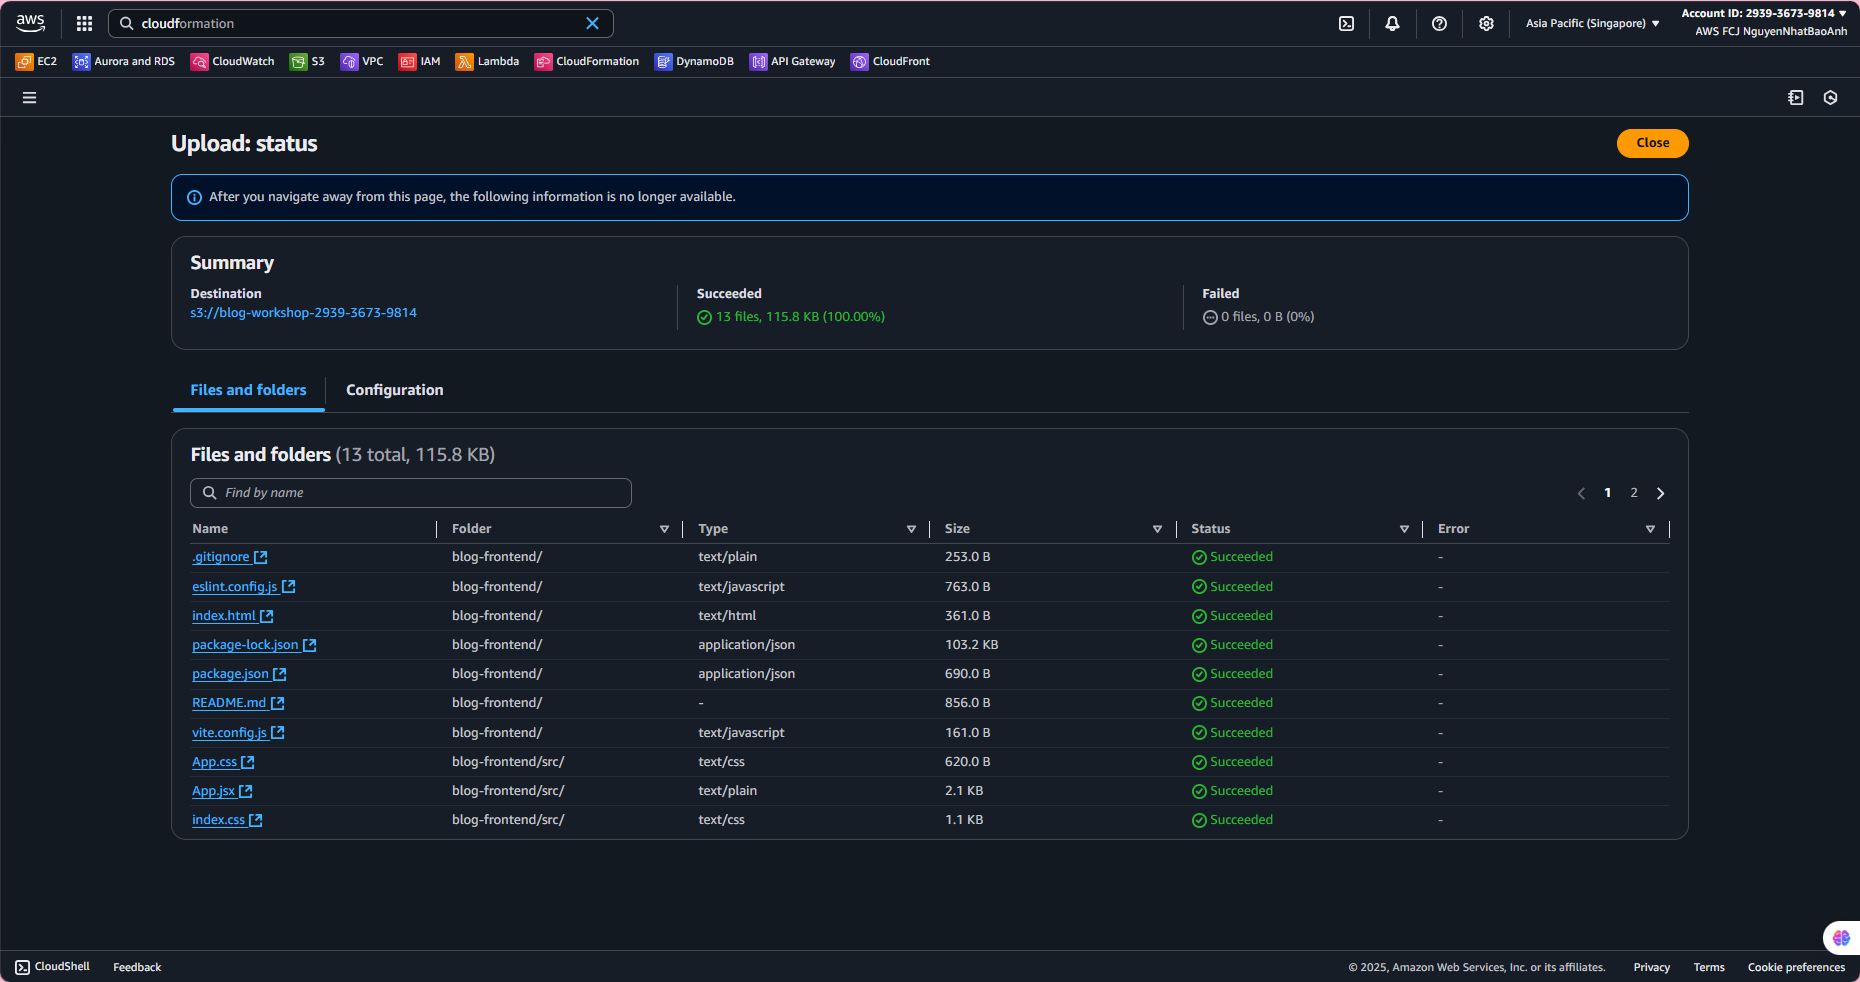 aws
cloudformation
Asia Pacific (Singapore)
Account ID: 2939-3673-9814
AWS FCJ NguyenNhatBaoAnh
EC2 Aurora and RDS CloudWatch S3 VPC IAM Lambda CloudFormation DynamoDB API Gateway CloudFront
Upload: status
Close
After you navigate away from this page, the following information is no longer available.
Summary
Destination
s3://blog-workshop-2939-3673-9814
Succeeded
13 files, 115.8 KB (100.00%)
Failed
0 files, 0 B (0%)
Files and folders Configuration
Files and folders (13 total, 115.8 KB)
Find by name
1 2
Name Folder Type Size Status Error
.gitignore blog-frontend/ text/plain 253.0 B Succeeded -
eslint.config.js blog-frontend/ text/javascript 763.0 B Succeeded -
index.html blog-frontend/ text/html 361.0 B Succeeded -
package-lock.json blog-frontend/ application/json 103.2 KB Succeeded -
package.json blog-frontend/ application/json 690.0 B Succeeded -
README.md blog-frontend/ - 856.0 B Succeeded -
vite.config.js blog-frontend/ text/javascript 161.0 B Succeeded -
App.css blog-frontend/src/ text/css 620.0 B Succeeded -
App.jsx blog-frontend/src/ text/plain 2.1 KB Succeeded -
index.css blog-frontend/src/ text/css 1.1 KB Succeeded -
CloudShell Feedback © 2025, Amazon Web Services, Inc. or its affiliates. Privacy Terms Cookie preferences